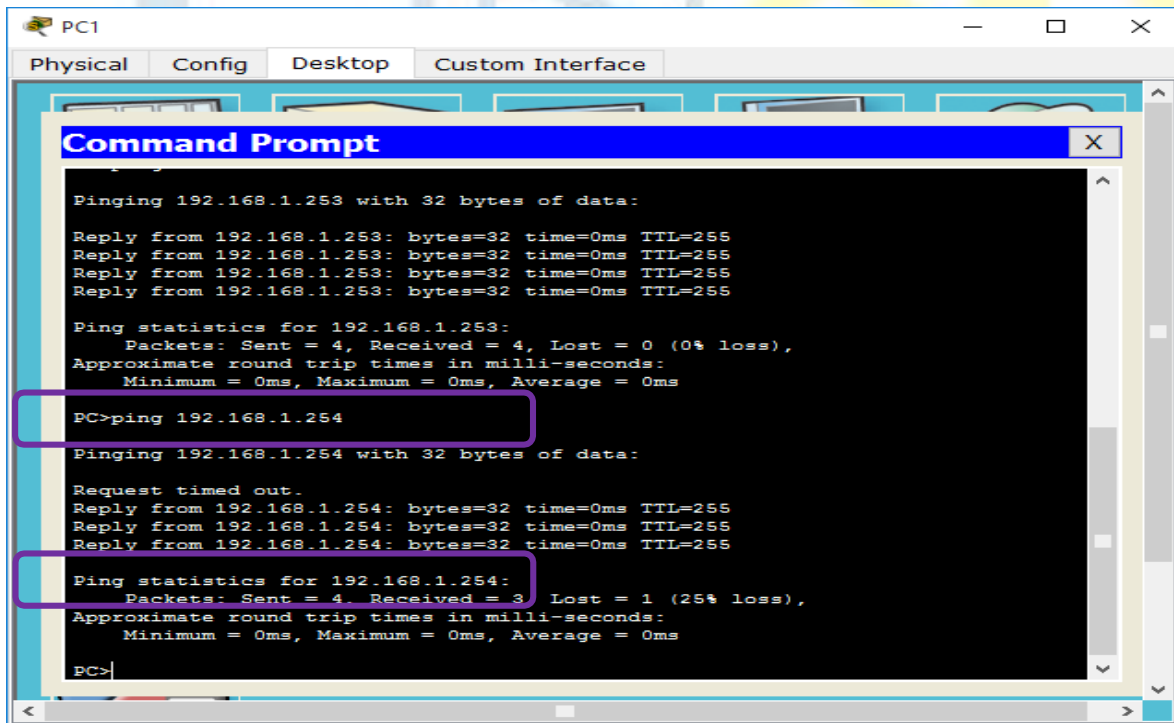 PC1
Physical Config Desktop Custom Interface
Command Prompt X
Pinging 192.168.1.253 with 32 bytes of data:
Reply from 192.168.1.253: bytes=32 time=0ms TTL=255
Reply from 192.168.1.253: bytes=32 time=0ms TTL=255
Reply from 192.168.1.253: bytes=32 time=0ms TTL=255
Reply from 192.168.1.253: bytes=32 time=0ms TTL=255
Ping statistics for 192.168.1.253:
Packets: Sent = 4, Received = 4, Lost = 0 (0% loss),
Approximate round trip times in milli-seconds:
Minimum = 0ms, Maximum = 0ms, Average = 0ms
PC>ping 192.168.1.254
Pinging 192.168.1.254 with 32 bytes of data:
Request timed out.
Reply from 192.168.1.254: bytes=32 time=0ms TTL=255
Reply from 192.168.1.254: bytes=32 time=0ms TTL=255
Reply from 192.168.1.254: bytes=32 time=0ms TTL=255
Ping statistics for 192.168.1.254:
Packets: Sent = 4, Received = 3, Lost = 1 (25% loss),
Approximate round trip times in milli-seconds:
Minimum = 0ms, Maximum = 0ms, Average = 0ms
PC>